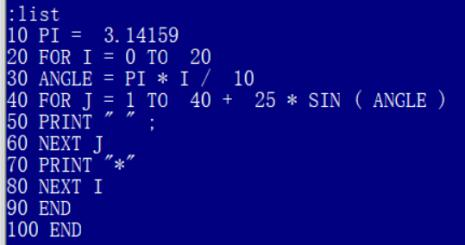 :list
10 PI =  3.14159
20 FOR I = 0 TO  20
30 ANGLE = PI * I /  10
40 FOR J = 1 TO  40 +  25 * SIN ( ANGLE )
50 PRINT " " ;
60 NEXT J
70 PRINT "*"
80 NEXT I
90 END
100 END